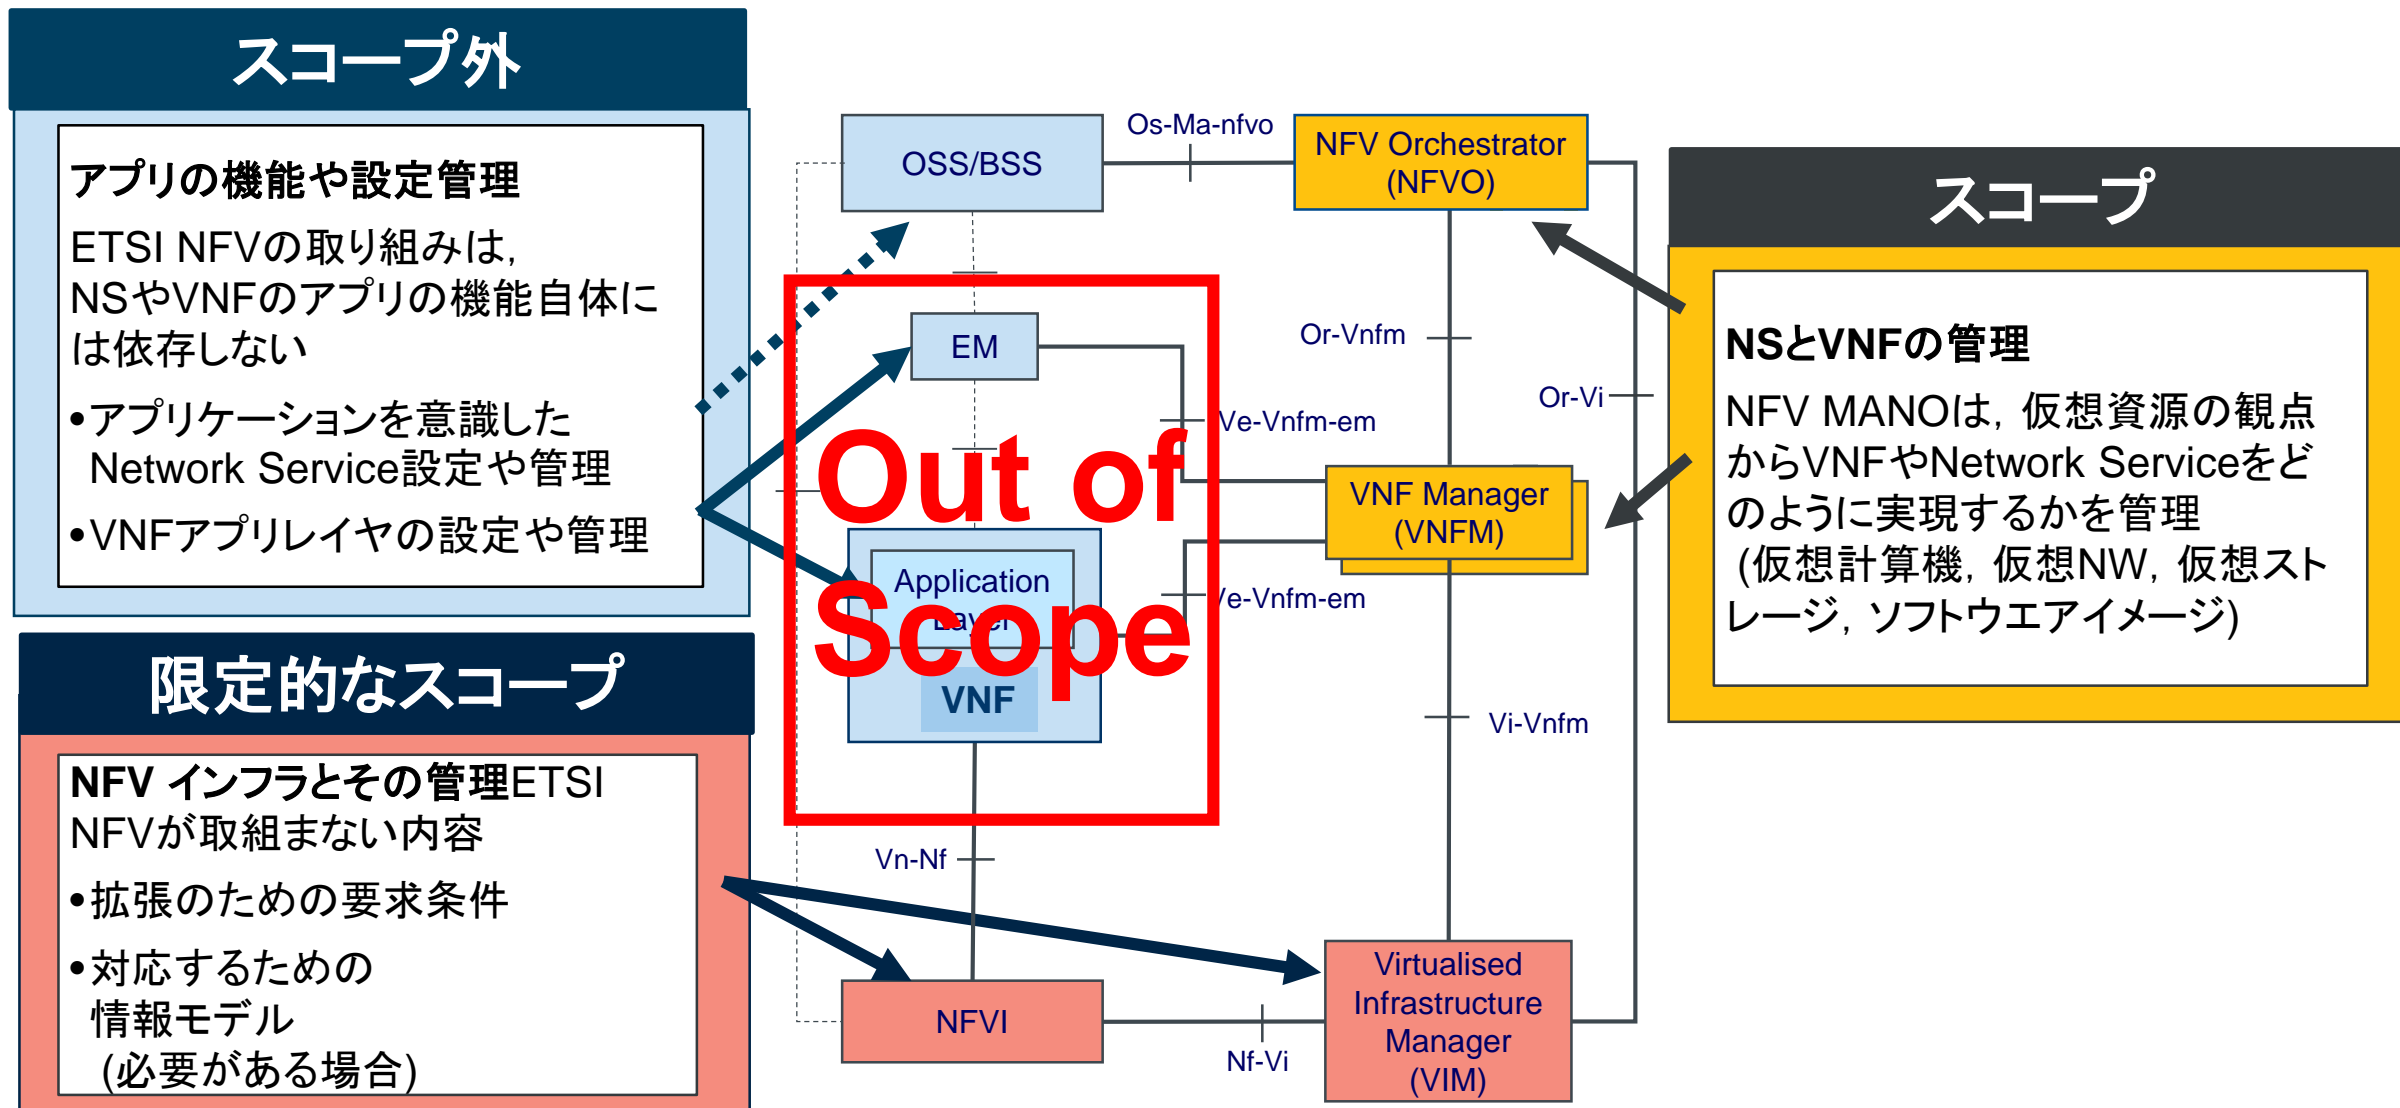 スコープ外
アプリの機能や設定管理
ETSI NFVの取り組みは,
NSやVNFのアプリの機能自体に
は依存しない
•アプリケーションを意識した
Network Service設定や管理
•VNFアプリレイヤの設定や管理
限定的なスコープ
NFV インフラとその管理ETSI
NFVが取組まない内容
•拡張のための要求条件
•対応するための
情報モデル
(必要がある場合)
OSS/BSS
Os-Ma-nfvo
NFV Orchestrator
(NFVO)
EM
Or-Vnfm
Or-Vi
Ve-Vnfm-em
Out of
Scope
VNF Manager
(VNFM)
Application
Layer
VNF
Ve-Vnfm-em
Vi-Vnfm
Vn-Nf
NFVI
Nf-Vi
Virtualised
Infrastructure
Manager
(VIM)
スコープ
NSとVNFの管理
NFV MANOは, 仮想資源の観点
からVNFやNetwork Serviceをど
のように実現するかを管理
(仮想計算機, 仮想NW, 仮想スト
レージ, ソフトウエアイメージ)